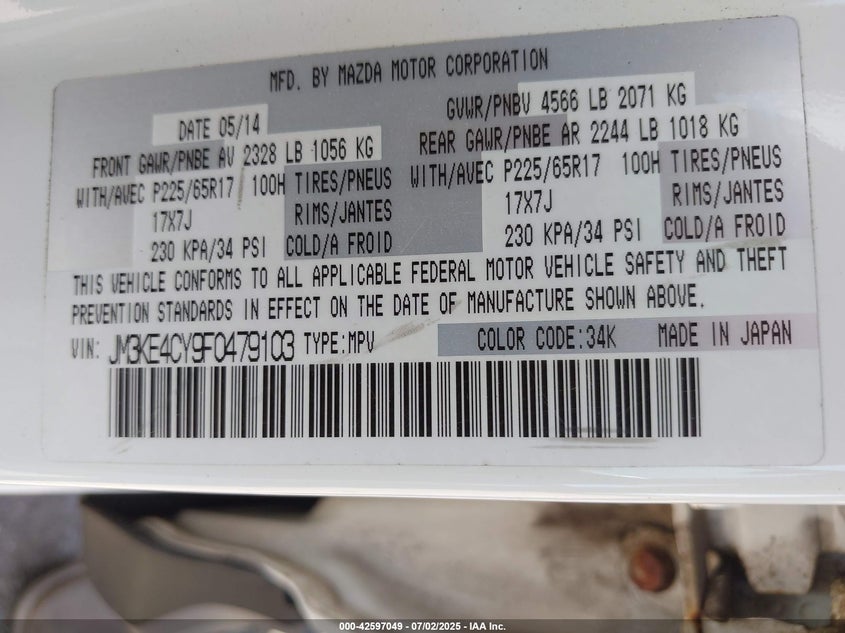 MFD. BY MAZDA MOTOR CORPORATION
DATE 05/14 GVWR/PNBV 4566 LB 2071 KG
FRONT GAWR/PNBE AV 2328 LB 1056 KG REAR GAWR/PNBE AR 2244 LB 1018 KG
WITH/AVEC P225/65R17 100H TIRES/PNEUS WITH/AVEC P225/65R17 100H TIRES/PNEUS
17X7J RIMS/JANTES 17X7J RIMS/JANTES
230 KPA/34 PSI COLD/A FROID 230 KPA/34 PSI COLD/A FROID
THIS VEHICLE CONFORMS TO ALL APPLICABLE FEDERAL MOTOR VEHICLE SAFETY AND THEFT
PREVENTION STANDARDS IN EFFECT ON THE DATE OF MANUFACTURE SHOWN ABOVE.
VIN: JM3KE4CY9F0479103 TYPE:MPV COLOR CODE:34K MADE IN JAPAN
000-42597049 - 07/02/2025 - IAA Inc.